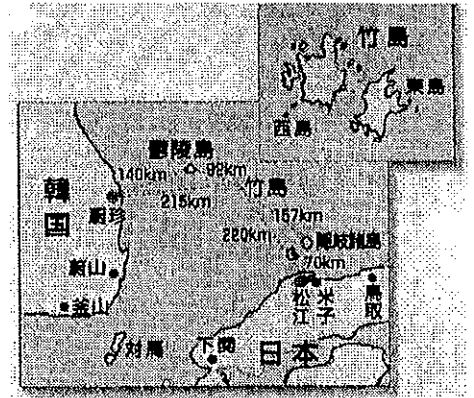 竹島
東島
西島
鬱陵島
140km
92km
韓国
竹島
215km
蔚珍
157km
220km
隠岐諸島
70km
蔚山
松江
米子
鳥取
釜山
対馬
下関
日本